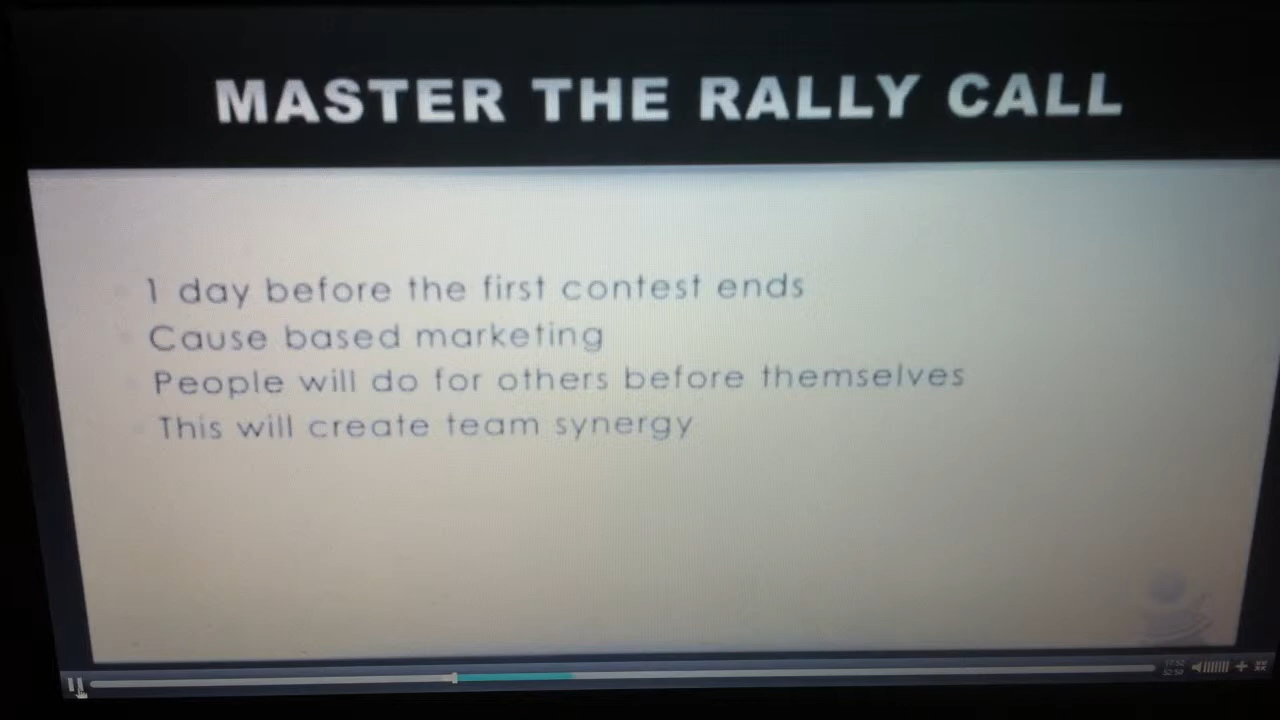 MASTER THE RALLY CALL
1 day before the first contest ends
Cause based marketing
People will do for others before themselves
This will create team synergy